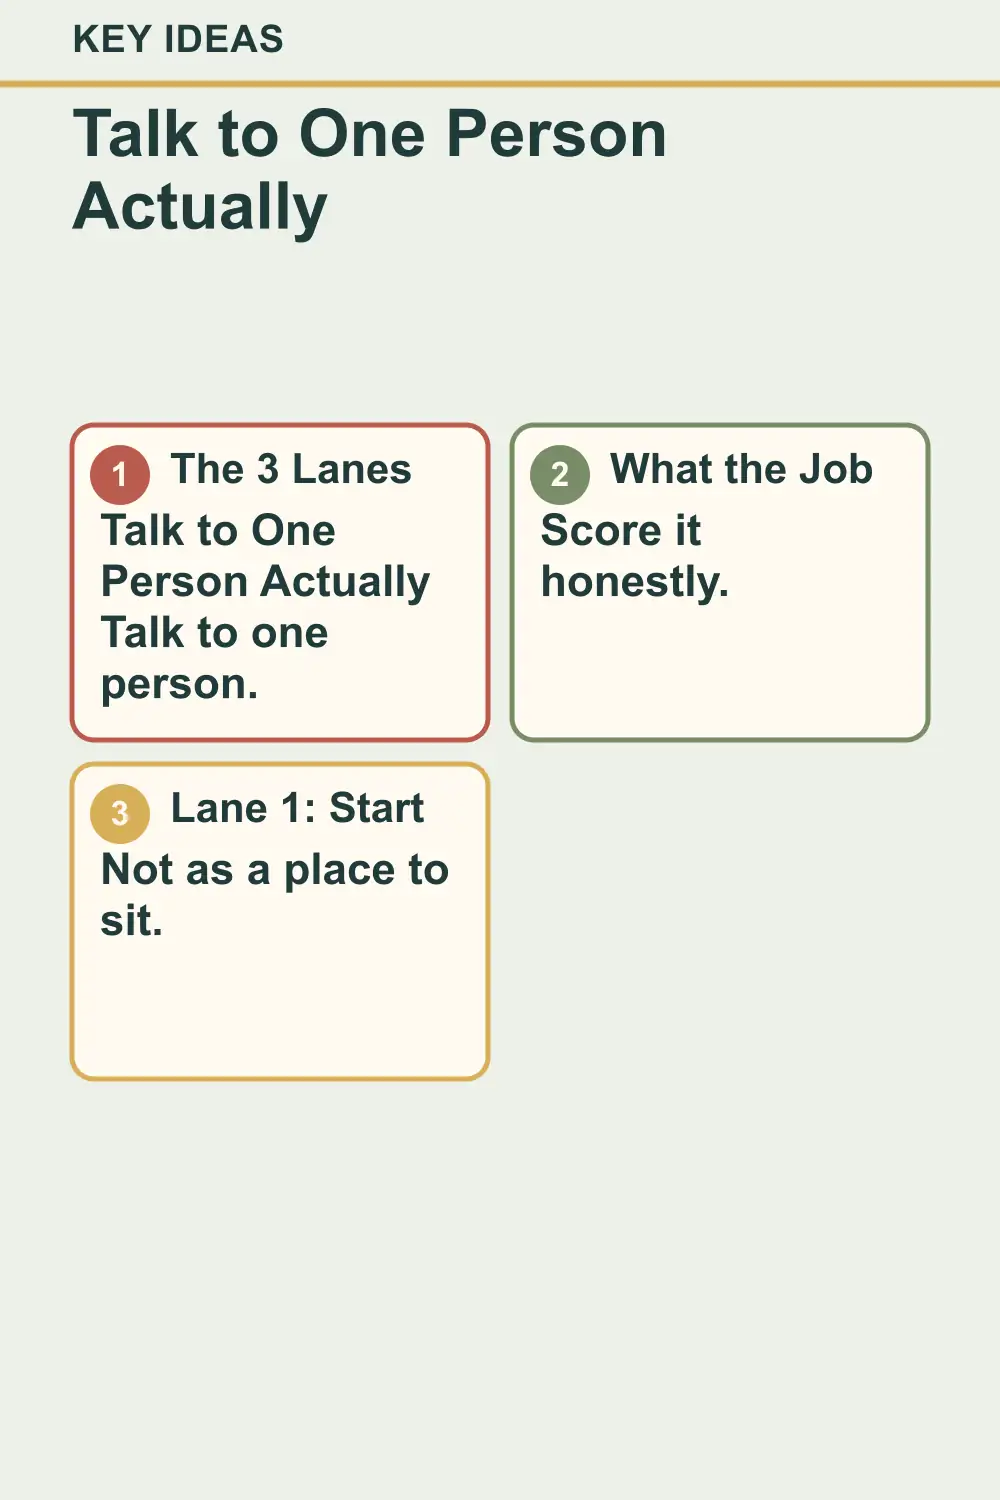 KEY IDEAS
Talk to One Person
Actually
1 The 3 Lanes
Talk to One
Person Actually
Talk to one
person.
2 What the Job
Score it
honestly.
3 Lane 1: Start
Not as a place to
sit.